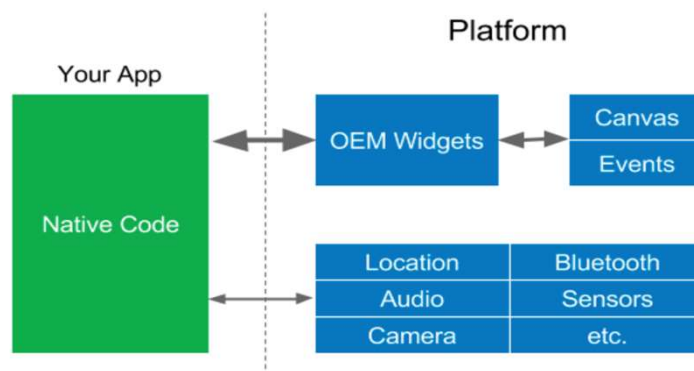 Platform
Your App
Native Code
OEM Widgets
Canvas
Events
Location
Bluetooth
Audio
Sensors
Camera
etc.